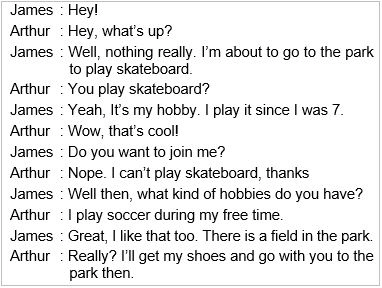 James : Hey!
Arthur : Hey, what's up?
James : Well, nothing really. I'm about to go to the park
to play skateboard.
Arthur : You play skateboard?
James : Yeah, It's my hobby. I play it since I was 7.
Arthur : Wow, that's cool!
James : Do you want to join me?
Arthur : Nope. I can't play skateboard, thanks
James : Well then, what kind of hobbies do you have?
Arthur : I play soccer during my free time.
James : Great, I like that too. There is a field in the park.
Arthur : Really? I'll get my shoes and go with you to the
park then.